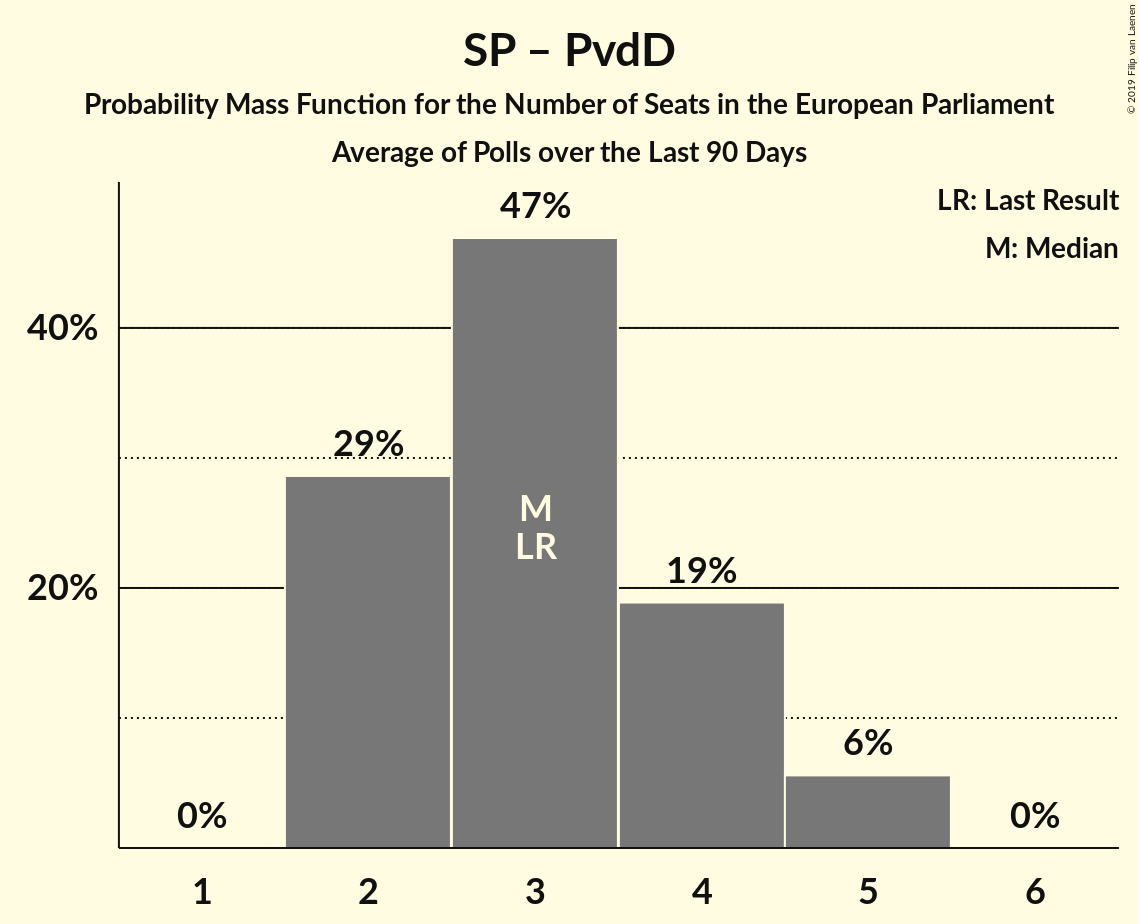 SP – PvdD
Probability Mass Function for the Number of Seats in the European Parliament
Average of Polls over the Last 90 Days
© 2019 Filip van Laenen
LR: Last Result
M: Median
47%
40%
29%
M
LR
19%
20%
6%
0%
0%
1 2 3 4 5 6